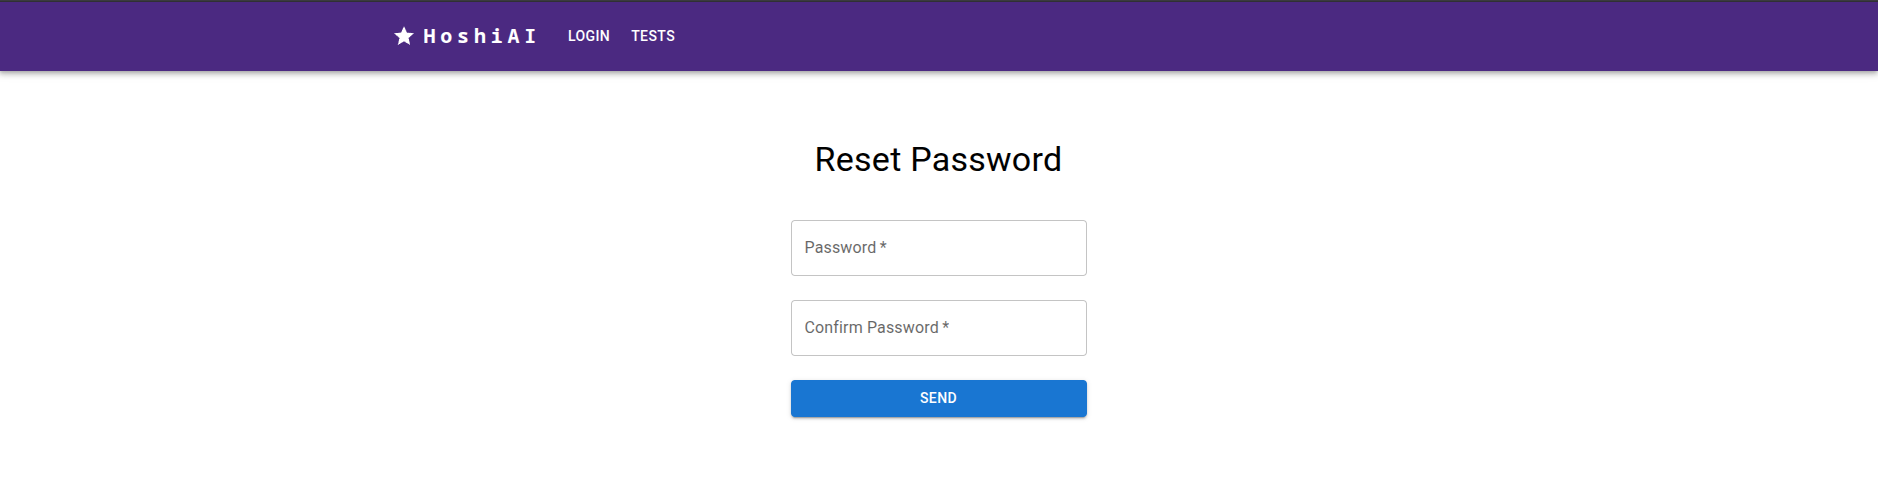 HoshiAI LOGIN TESTS
Reset Password
Password *
Confirm Password *
SEND